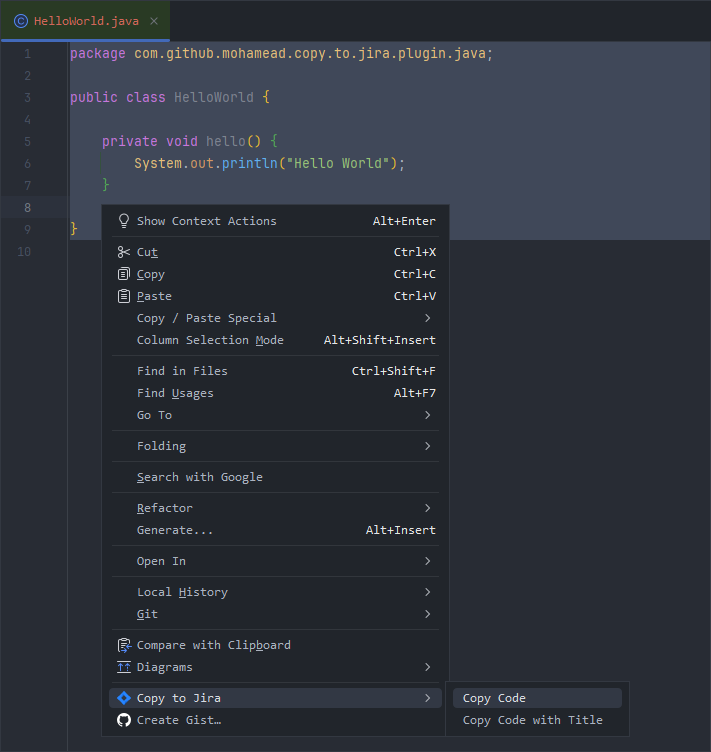 HelloWorld.java
1 package com.github.mohamead.copy.to.jira.plugin.java;
2
3 public class HelloWorld {
4
5 private void hello() {
6 System.out.println("Hello World");
7 }
8
9 }
10
Show Context Actions Alt+Enter
Cut Ctrl+X
Copy Ctrl+C
Paste Ctrl+V
Copy / Paste Special
Column Selection Mode Alt+Shift+Insert
Find in Files Ctrl+Shift+F
Find Usages Alt+F7
Go To
Folding
Search with Google
Refactor
Generate... Alt+Insert
Open In
Local History
Git
Compare with Clipboard
Diagrams
Copy to Jira
Copy Code
Create Gist…
Copy Code with Title